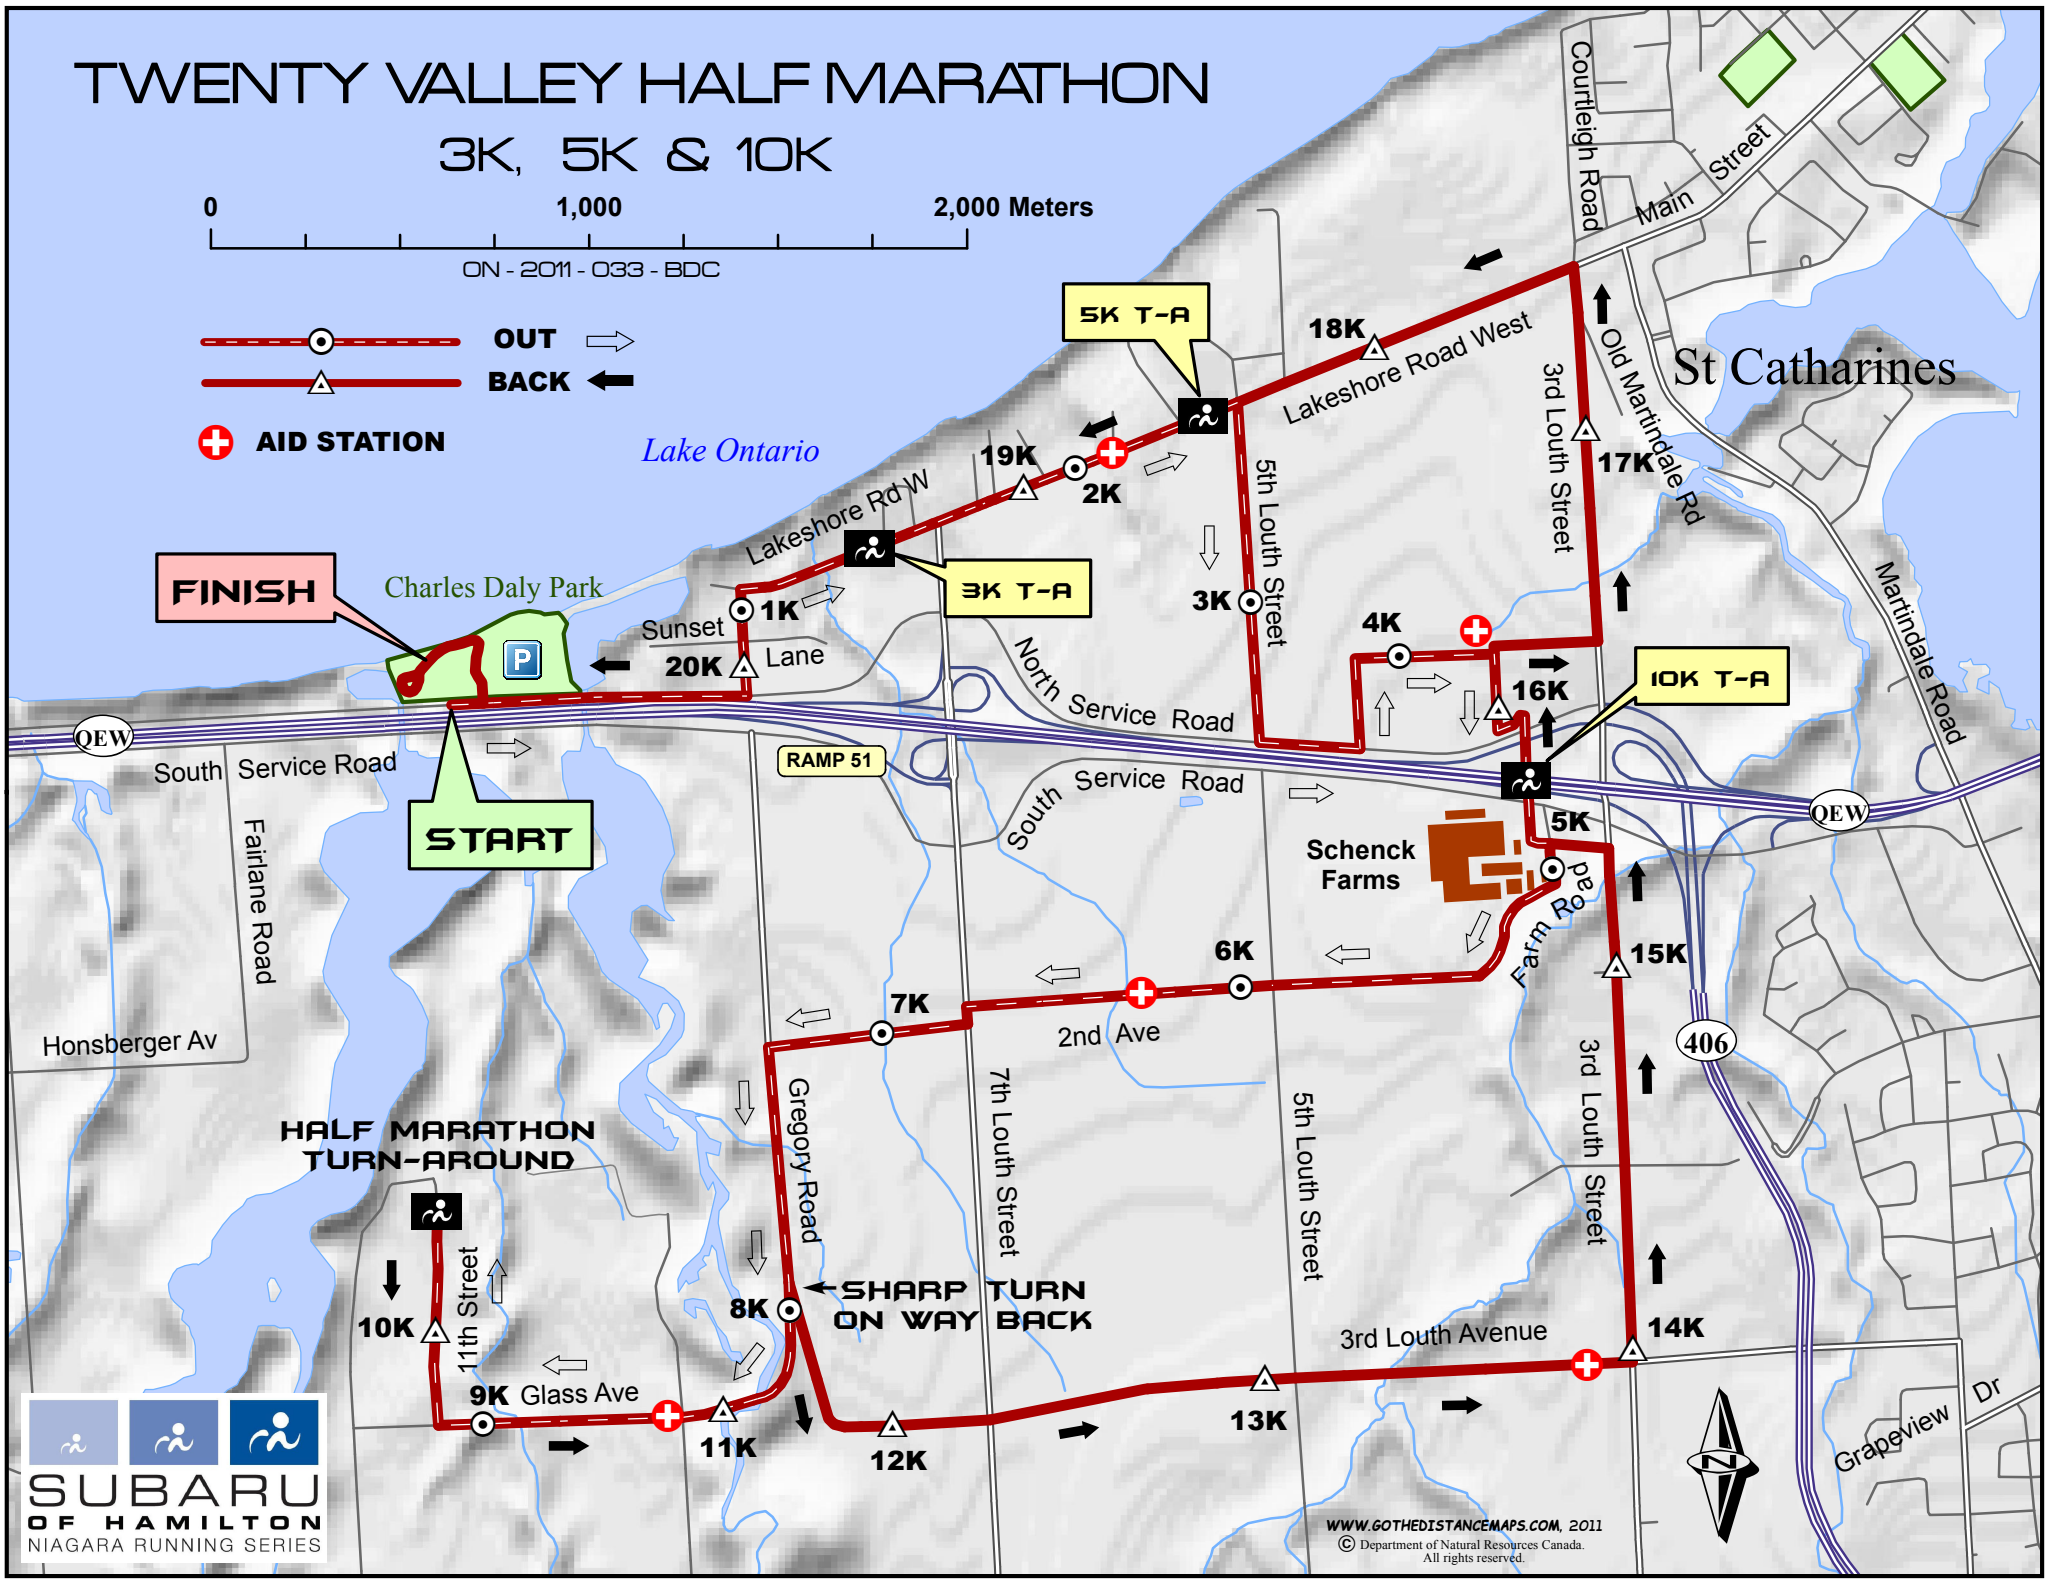 TWENTY VALLEY HALF MARATHON
3K, 5K & 10K
0 1,000 2,000 Meters
ON - 2011 - 033 - BDC
OUT
BACK
AID STATION
Lake Ontario
Courtleigh Road
Main Street
St Catharines
5K T-A
18K
Lakeshore Road West
3rd Louth Street
Old Martindale Rd
17K
Martindale Road
19K
2K
Lakeshore Rd W
5th Louth Street
FINISH
Charles Daly Park
P
3K T-A
1K
Sunset Lane
20K
3K
4K
16K
10K T-A
North Service Road
QEW
South Service Road
RAMP 51
South Service Road
QEW
START
Fairlane Road
5K
Schenck
Farms
Farm Road
6K
15K
7K
2nd Ave
406
Honsberger Av
Gregory Road
7th Louth Street
5th Louth Street
3rd Louth Street
HALF MARATHON
TURN-AROUND
SHARP TURN
ON WAY BACK
8K
10K
11th Street
9K
Glass Ave
11K
12K
13K
3rd Louth Avenue
14K
Grapeview Dr
N
SUBARU
OF HAMILTON
NIAGARA RUNNING SERIES
WWW.GOTHEDISTANCEMAPS.COM, 2011
© Department of Natural Resources Canada.
All rights reserved.